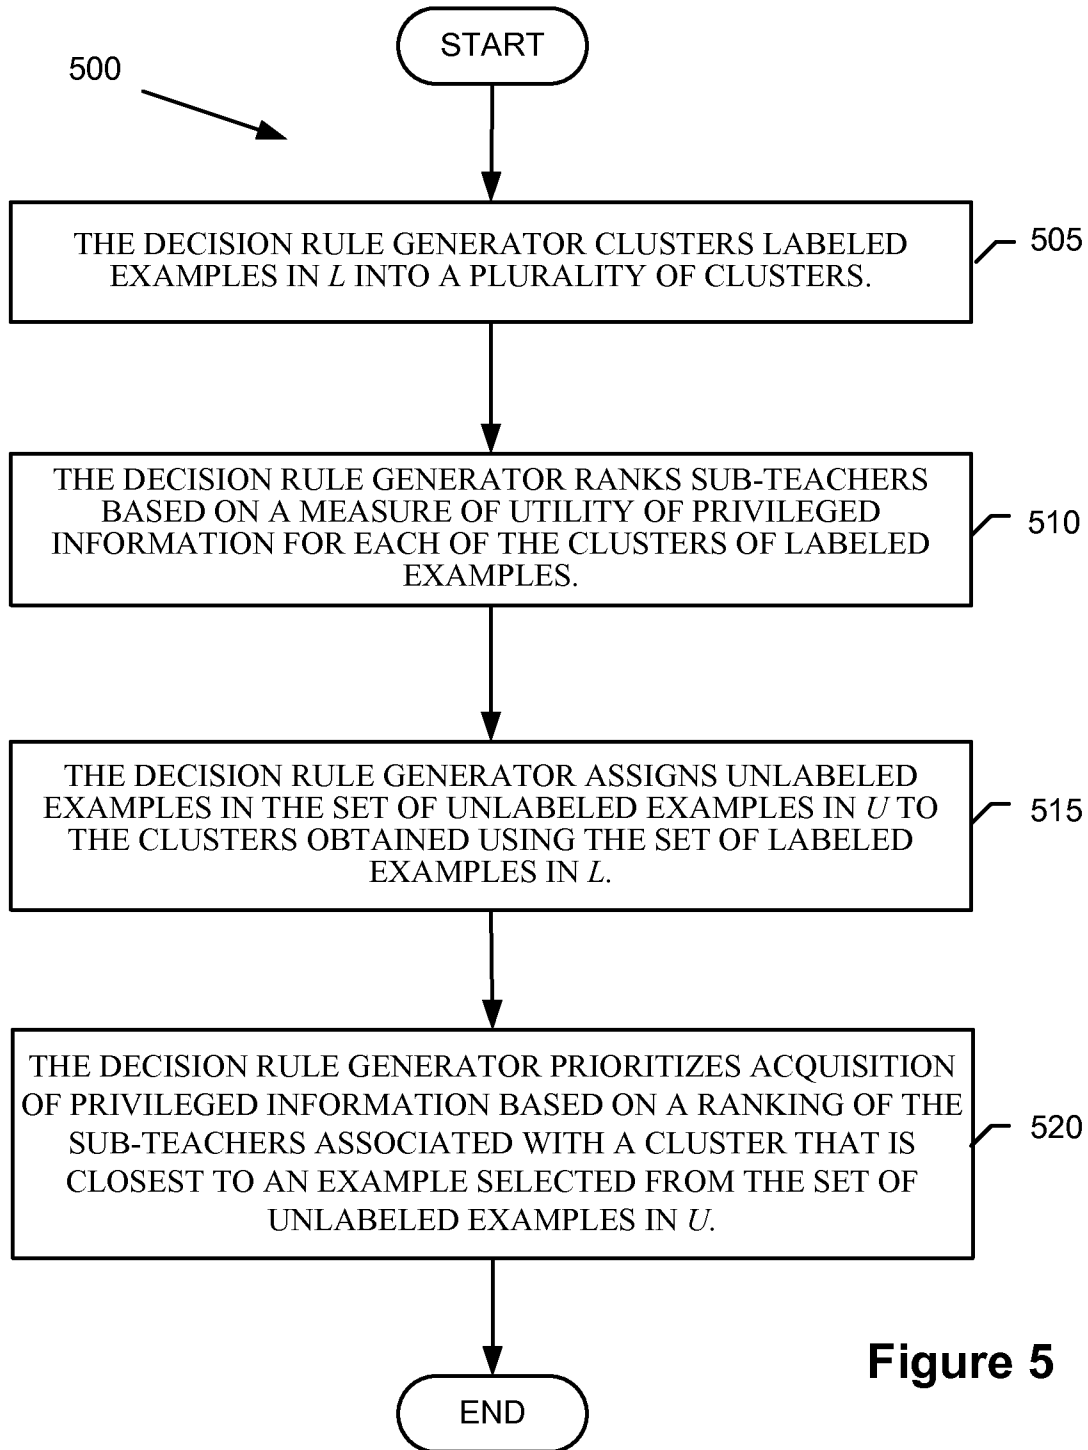 START
500
THE DECISION RULE GENERATOR CLUSTERS LABELED
EXAMPLES IN L INTO A PLURALITY OF CLUSTERS.
505
THE DECISION RULE GENERATOR RANKS SUB-TEACHERS
BASED ON A MEASURE OF UTILITY OF PRIVILEGED
INFORMATION FOR EACH OF THE CLUSTERS OF LABELED
EXAMPLES.
510
THE DECISION RULE GENERATOR ASSIGNS UNLABELED
EXAMPLES IN THE SET OF UNLABELED EXAMPLES IN U TO
THE CLUSTERS OBTAINED USING THE SET OF LABELED
EXAMPLES IN L.
515
THE DECISION RULE GENERATOR PRIORITIZES ACQUISITION
OF PRIVILEGED INFORMATION BASED ON A RANKING OF THE
SUB-TEACHERS ASSOCIATED WITH A CLUSTER THAT IS
CLOSEST TO AN EXAMPLE SELECTED FROM THE SET OF
UNLABELED EXAMPLES IN U.
520
END
Figure 5